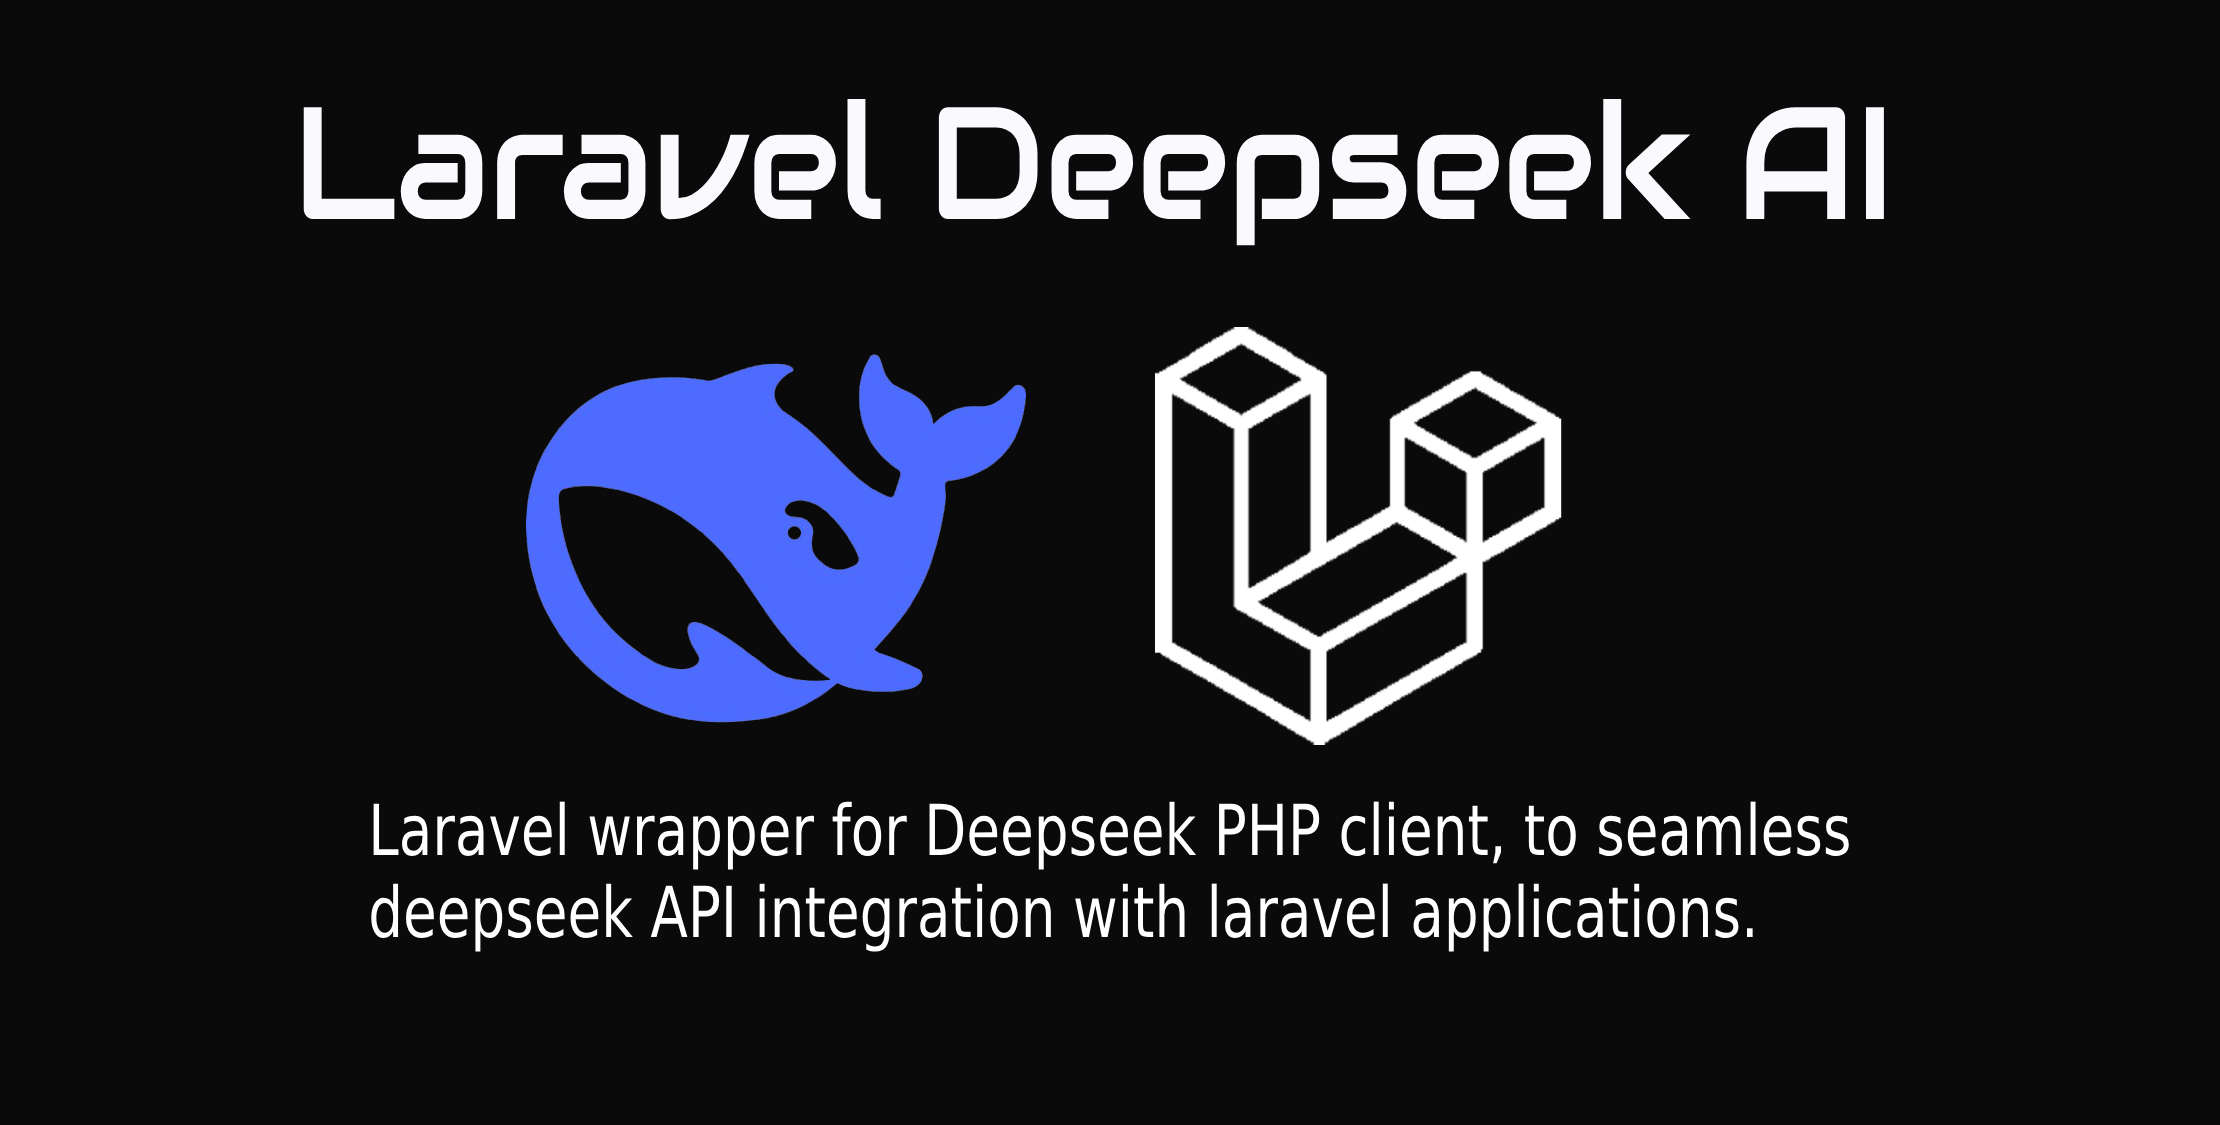 Laravel Deepseek AI
Laravel wrapper for Deepseek PHP client, to seamless
deepseek API integration with laravel applications.